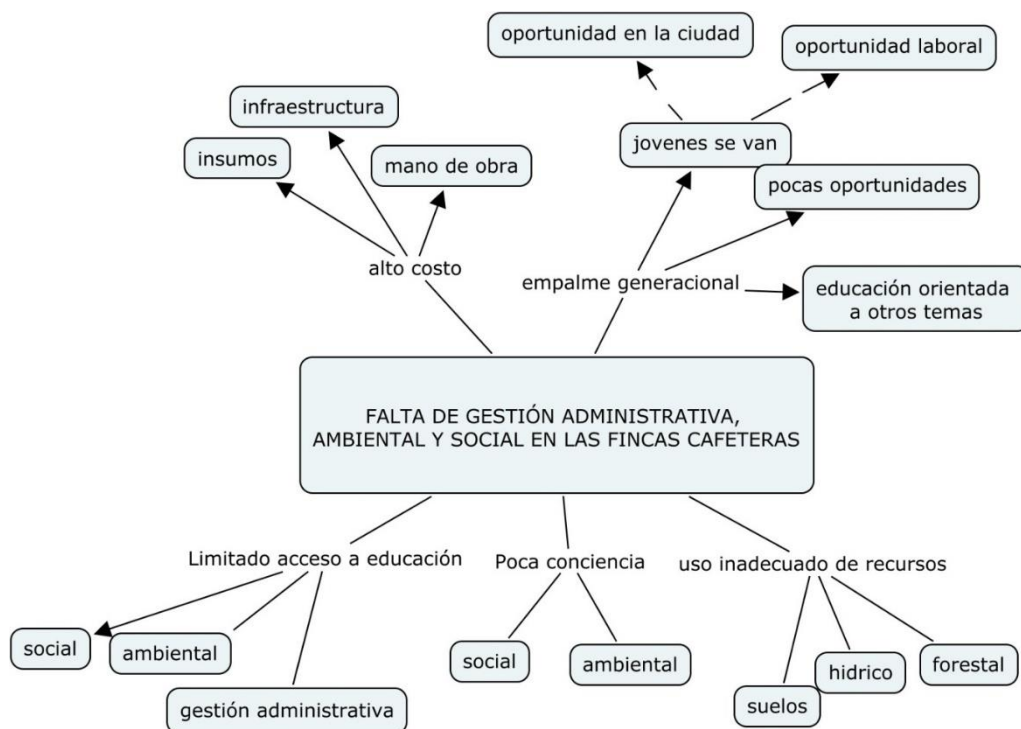 oportunidad en la ciudad
oportunidad laboral
infraestructura
insumos
mano de obra
jovenes se van
pocas oportunidades
alto costo
empalme generacional
educación orientada
a otros temas
FALTA DE GESTIÓN ADMINISTRATIVA,
AMBIENTAL Y SOCIAL EN LAS FINCAS CAFETERAS
Limitado acceso a educación
Poca conciencia
uso inadecuado de recursos
social
ambiental
gestión administrativa
social
ambiental
suelos
hidrico
forestal